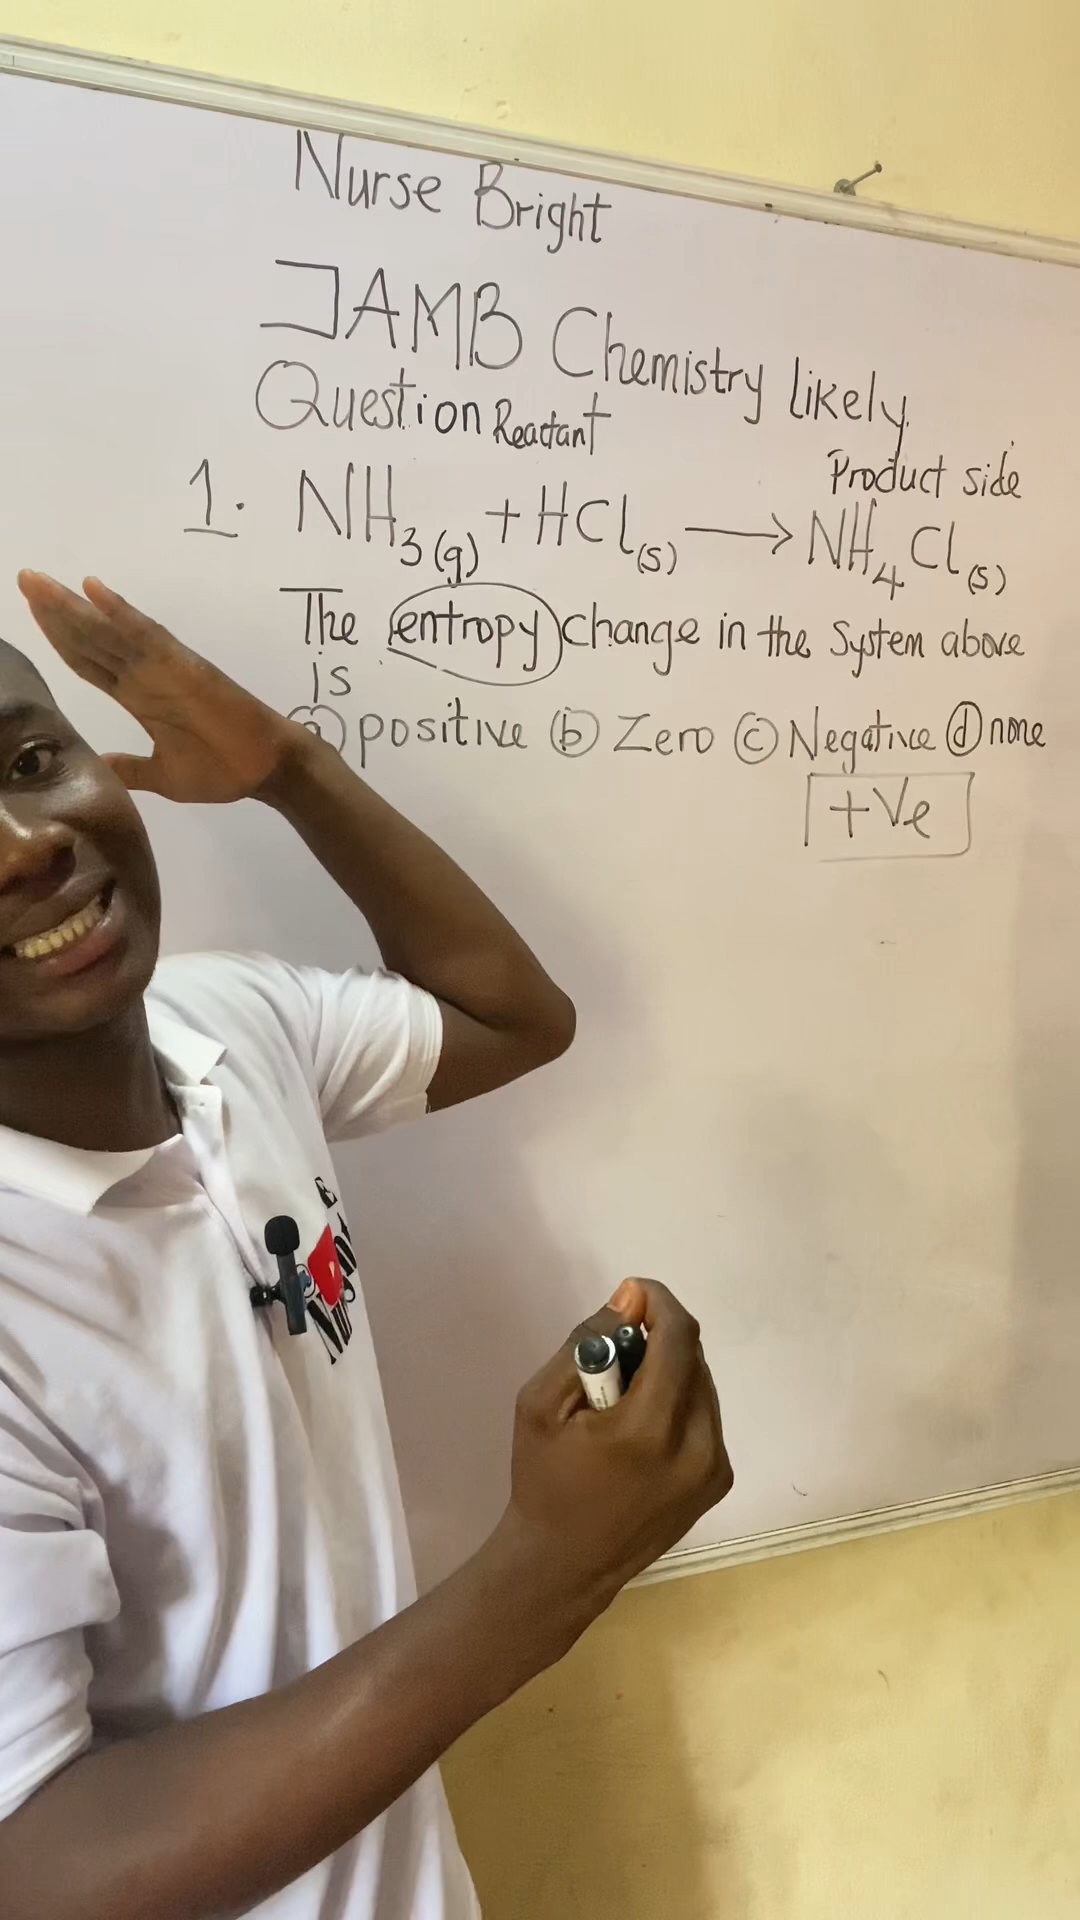 Nurse Bright
JAMB Chemistry likely
Question Reactant
Product side
1. NH₃(g) + HCl(s) → NH₄Cl(s)
The entropy change in the System above
is
(a) positive (b) Zero (c) Negative (d) none
+Ve